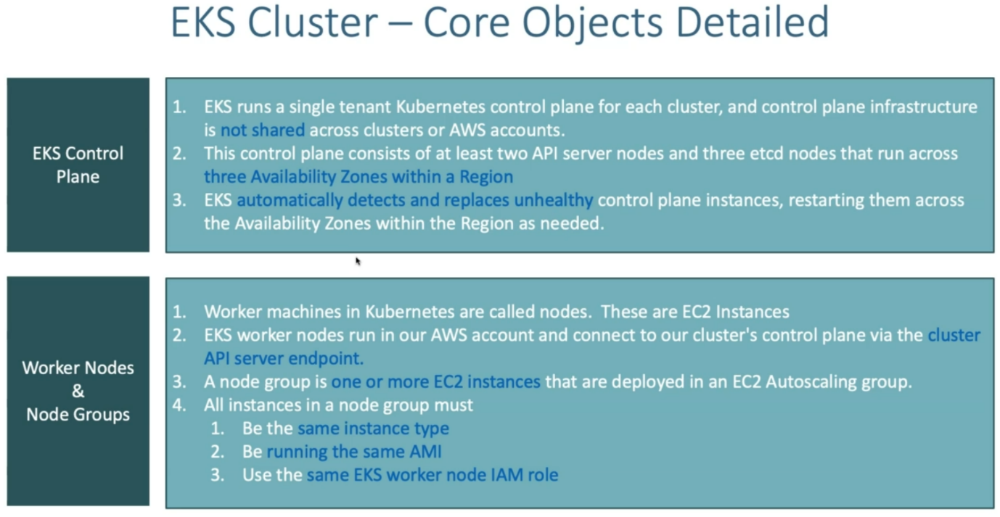 EKS Cluster – Core Objects Detailed
EKS Control
Plane
1. EKS runs a single tenant Kubernetes control plane for each cluster, and control plane infrastructure
is not shared across clusters or AWS accounts.
2. This control plane consists of at least two API server nodes and three etcd nodes that run across
three Availability Zones within a Region
3. EKS automatically detects and replaces unhealthy control plane instances, restarting them across
the Availability Zones within the Region as needed.
Worker Nodes
&
Node Groups
1. Worker machines in Kubernetes are called nodes.  These are EC2 Instances
2. EKS worker nodes run in our AWS account and connect to our cluster's control plane via the cluster
API server endpoint.
3. A node group is one or more EC2 instances that are deployed in an EC2 Autoscaling group.
4. All instances in a node group must
1. Be the same instance type
2. Be running the same AMI
3. Use the same EKS worker node IAM role